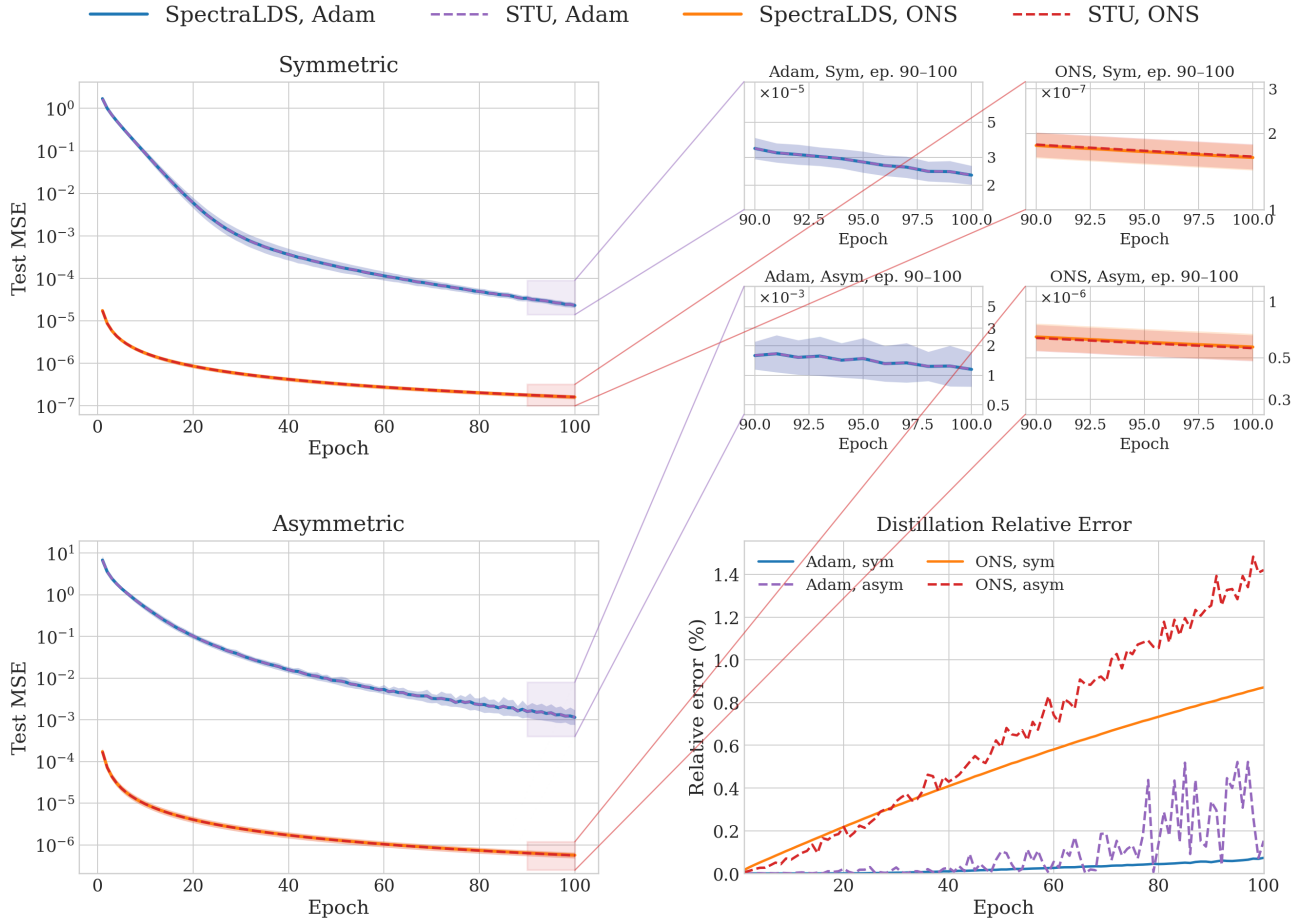 SpectraLDS, Adam STU, Adam SpectraLDS, ONS STU, ONS
Symmetric
Test MSE
10⁰
10⁻¹
10⁻²
10⁻³
10⁻⁴
10⁻⁵
10⁻⁶
10⁻⁷
0 20 40 60 80 100
Epoch
Adam, Sym, ep. 90–100
×10⁻⁵
5
3
2
90.0 92.5 95.0 97.5 100.0
Epoch
ONS, Sym, ep. 90–100
×10⁻⁷
3
2
1
90.0 92.5 95.0 97.5 100.0
Epoch
Adam, Asym, ep. 90–100
×10⁻³
5
3
2
1
0.5
90.0 92.5 95.0 97.5 100.0
Epoch
ONS, Asym, ep. 90–100
×10⁻⁶
1
0.5
0.3
90.0 92.5 95.0 97.5 100.0
Epoch
Asymmetric
Test MSE
10¹
10⁰
10⁻¹
10⁻²
10⁻³
10⁻⁴
10⁻⁵
10⁻⁶
0 20 40 60 80 100
Epoch
Distillation Relative Error
Adam, sym ONS, sym
Adam, asym ONS, asym
Relative error (%)
1.4
1.2
1.0
0.8
0.6
0.4
0.2
0.0
20 40 60 80 100
Epoch